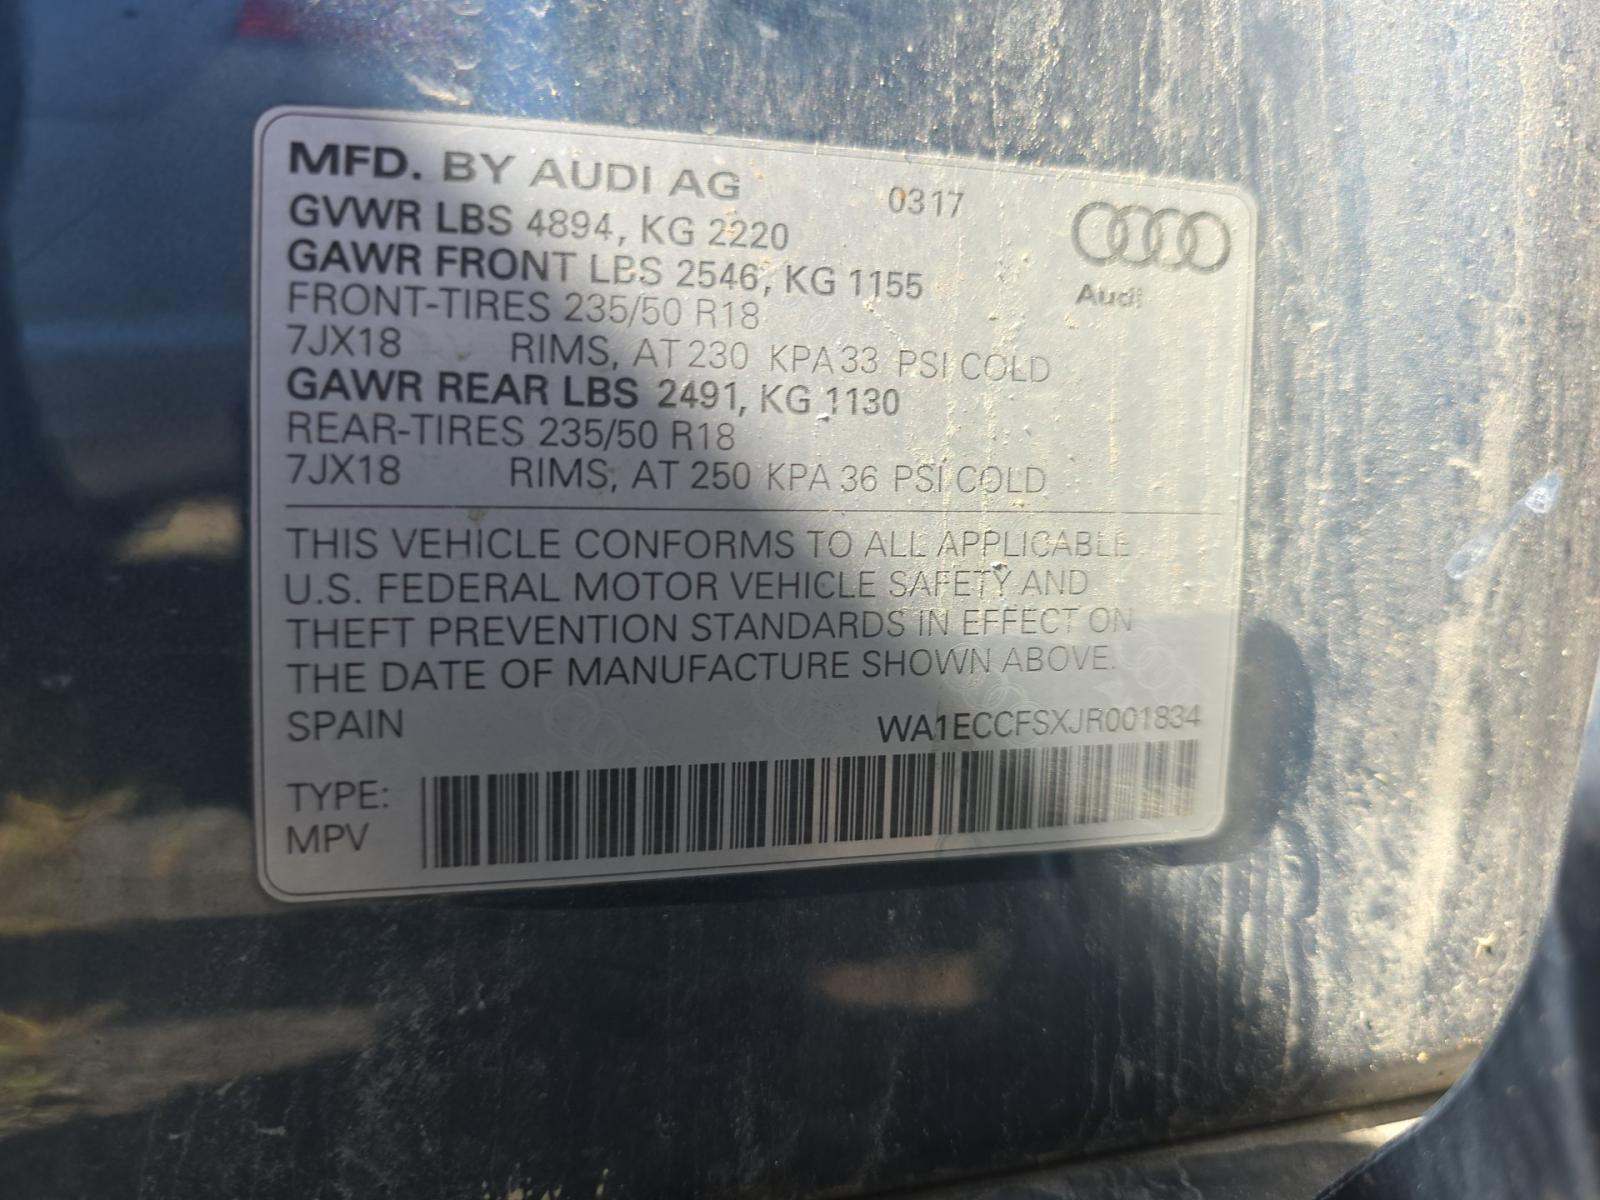 MFD. BY AUDI AG 0317
GVWR LBS 4894, KG 2220
GAWR FRONT LBS 2546, KG 1155
Audi
FRONT-TIRES 235/50 R18
7JX18 RIMS, AT 230 KPA 33 PSI COLD
GAWR REAR LBS 2491, KG 1130
REAR-TIRES 235/50 R18
7JX18 RIMS, AT 250 KPA 36 PSI COLD
THIS VEHICLE CONFORMS TO ALL APPLICABLE
U.S. FEDERAL MOTOR VEHICLE SAFETY AND
THEFT PREVENTION STANDARDS IN EFFECT ON
THE DATE OF MANUFACTURE SHOWN ABOVE.
SPAIN WA1ECCFSXJR001834
TYPE:
MPV